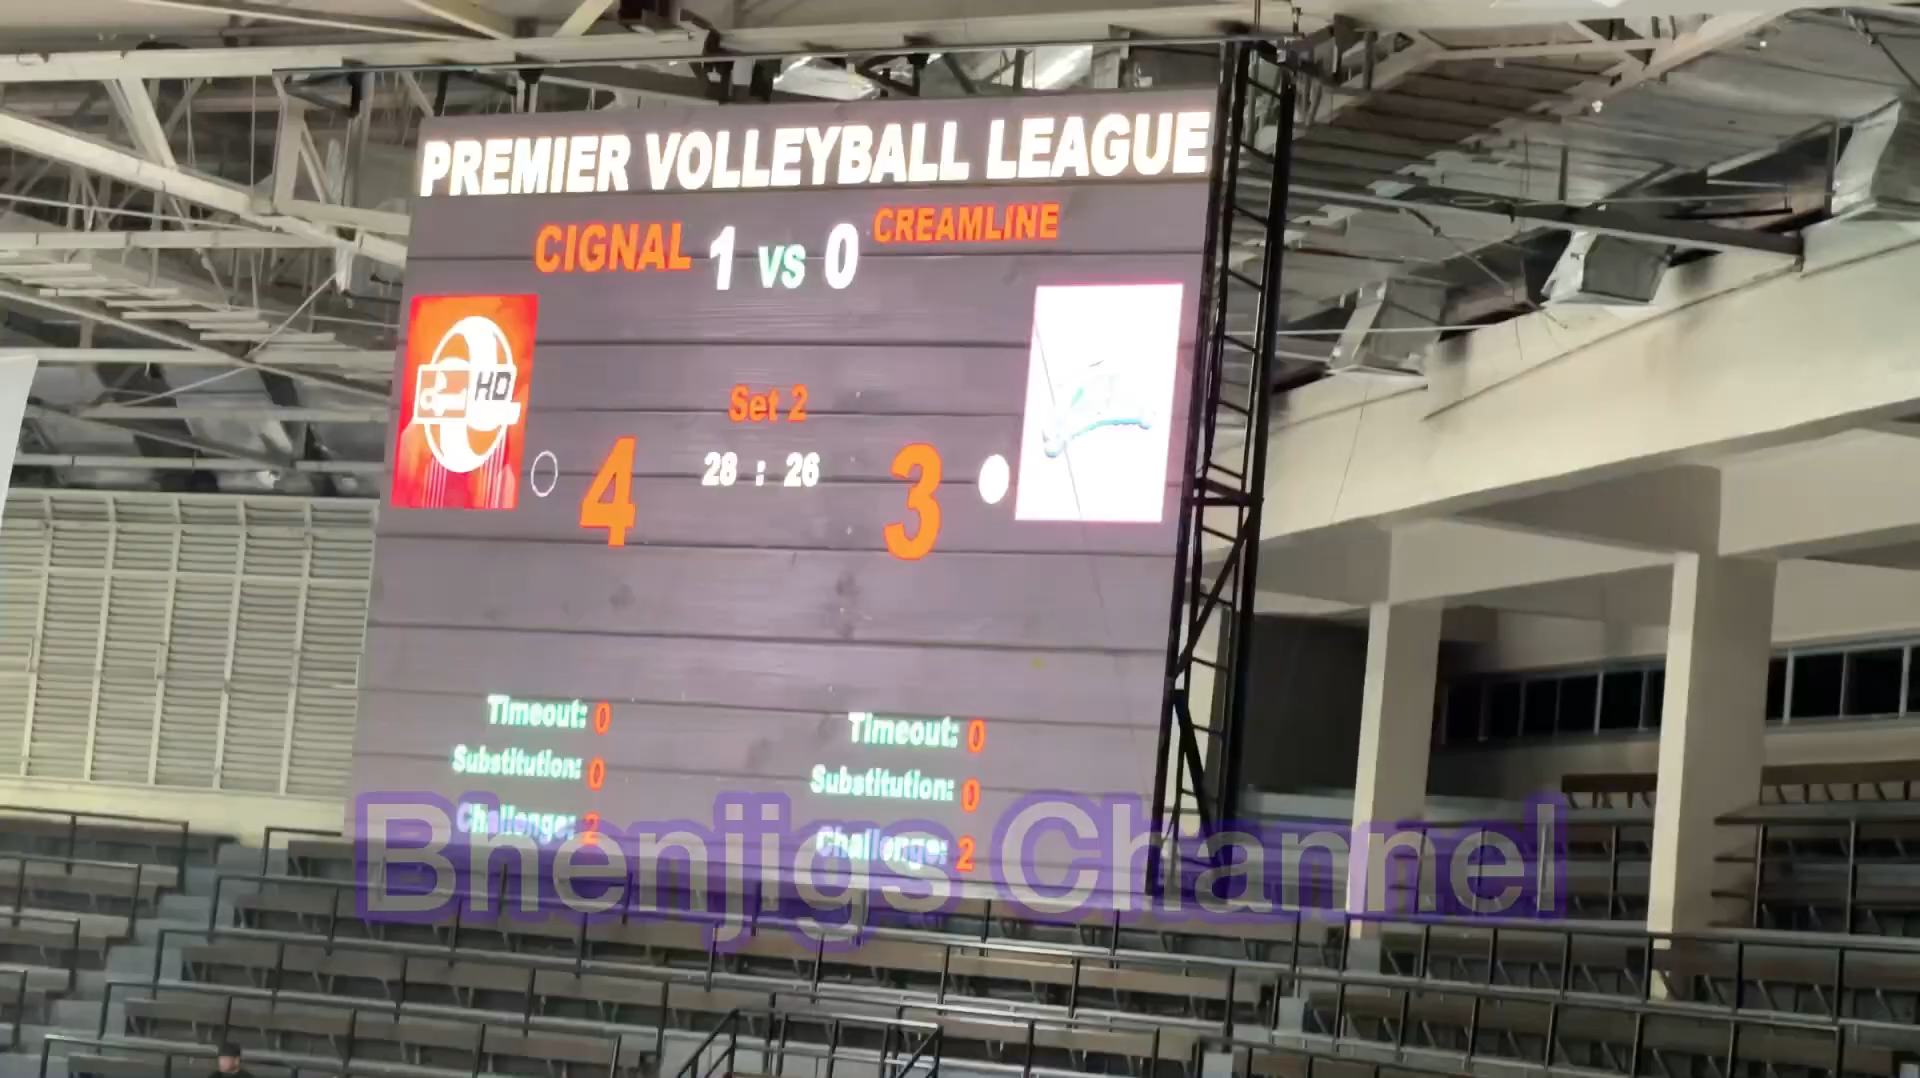 PREMIER VOLLEYBALL LEAGUE
CIGNAL 1 VS 0 CREAMLINE
HD
Set 2
4 28 : 26 3
Timeout: 0 Timeout: 0
Substitution: 0 Substitution: 0
Challenge: 2 Challenge: 2
Bhenjigs Channel